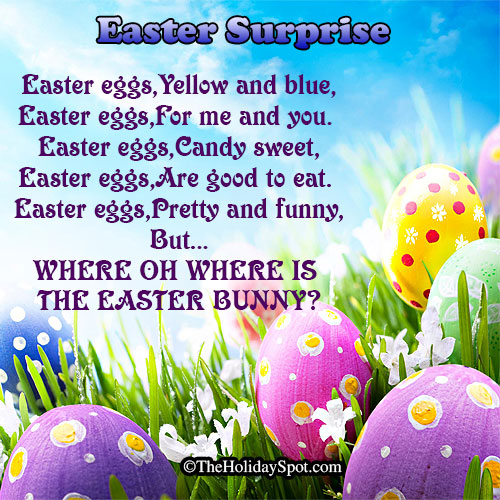 Easter Surprise
Easter eggs,Yellow and blue,
Easter eggs,For me and you.
Easter eggs,Candy sweet,
Easter eggs,Are good to eat.
Easter eggs,Pretty and funny,
But...
WHERE OH WHERE IS
THE EASTER BUNNY?
©TheHolidaySpot.com